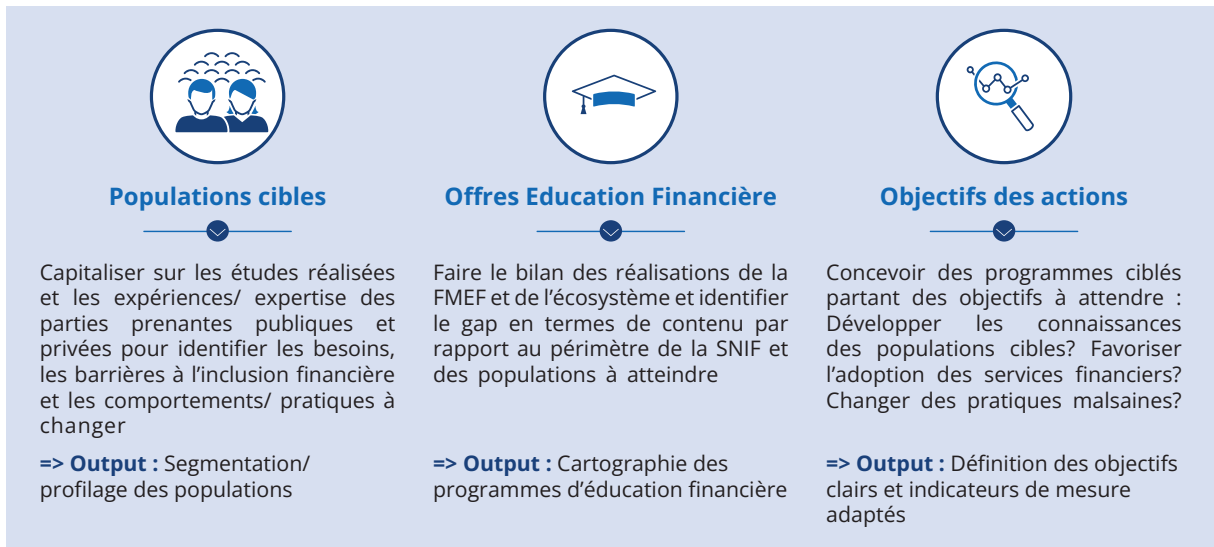 Populations cibles
Capitaliser sur les études réalisées
et les expériences/ expertise des
parties prenantes publiques et
privées pour identifier les besoins,
les barrières à l'inclusion financière
et les comportements/ pratiques à
changer
=> Output : Segmentation/
profilage des populations
Offres Education Financière
Faire le bilan des réalisations de la
FMEF et de l'écosystème et identifier
le gap en termes de contenu par
rapport au périmètre de la SNIF et
des populations à atteindre
=> Output : Cartographie des
programmes d'éducation financière
Objectifs des actions
Concevoir des programmes ciblés
partant des objectifs à attendre :
Développer les connaissances
des populations cibles? Favoriser
l'adoption des services financiers?
Changer des pratiques malsaines?
=> Output : Définition des objectifs
clairs et indicateurs de mesure
adaptés